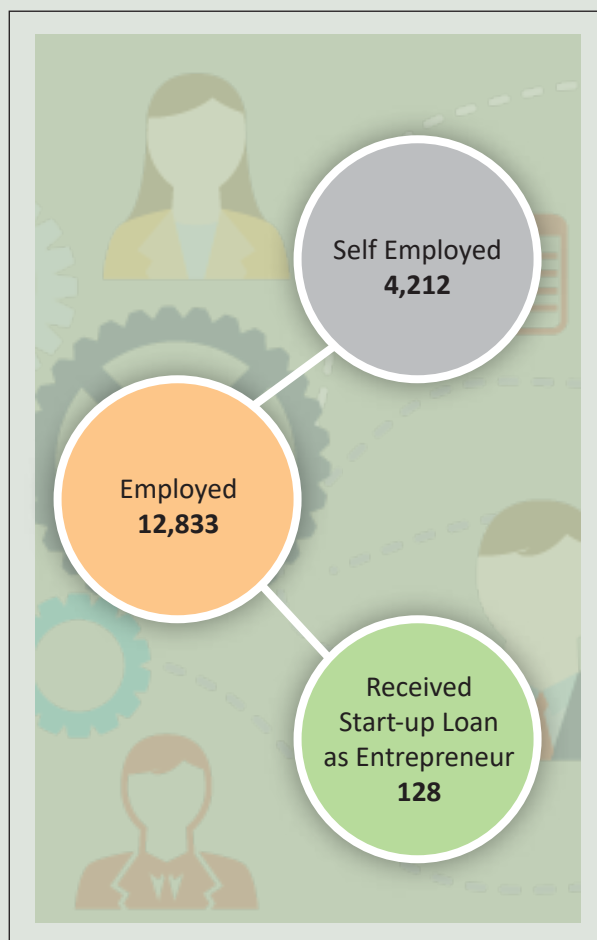 Self Employed
4,212
Employed
12,833
Received
Start-up Loan
as Entrepreneur
128